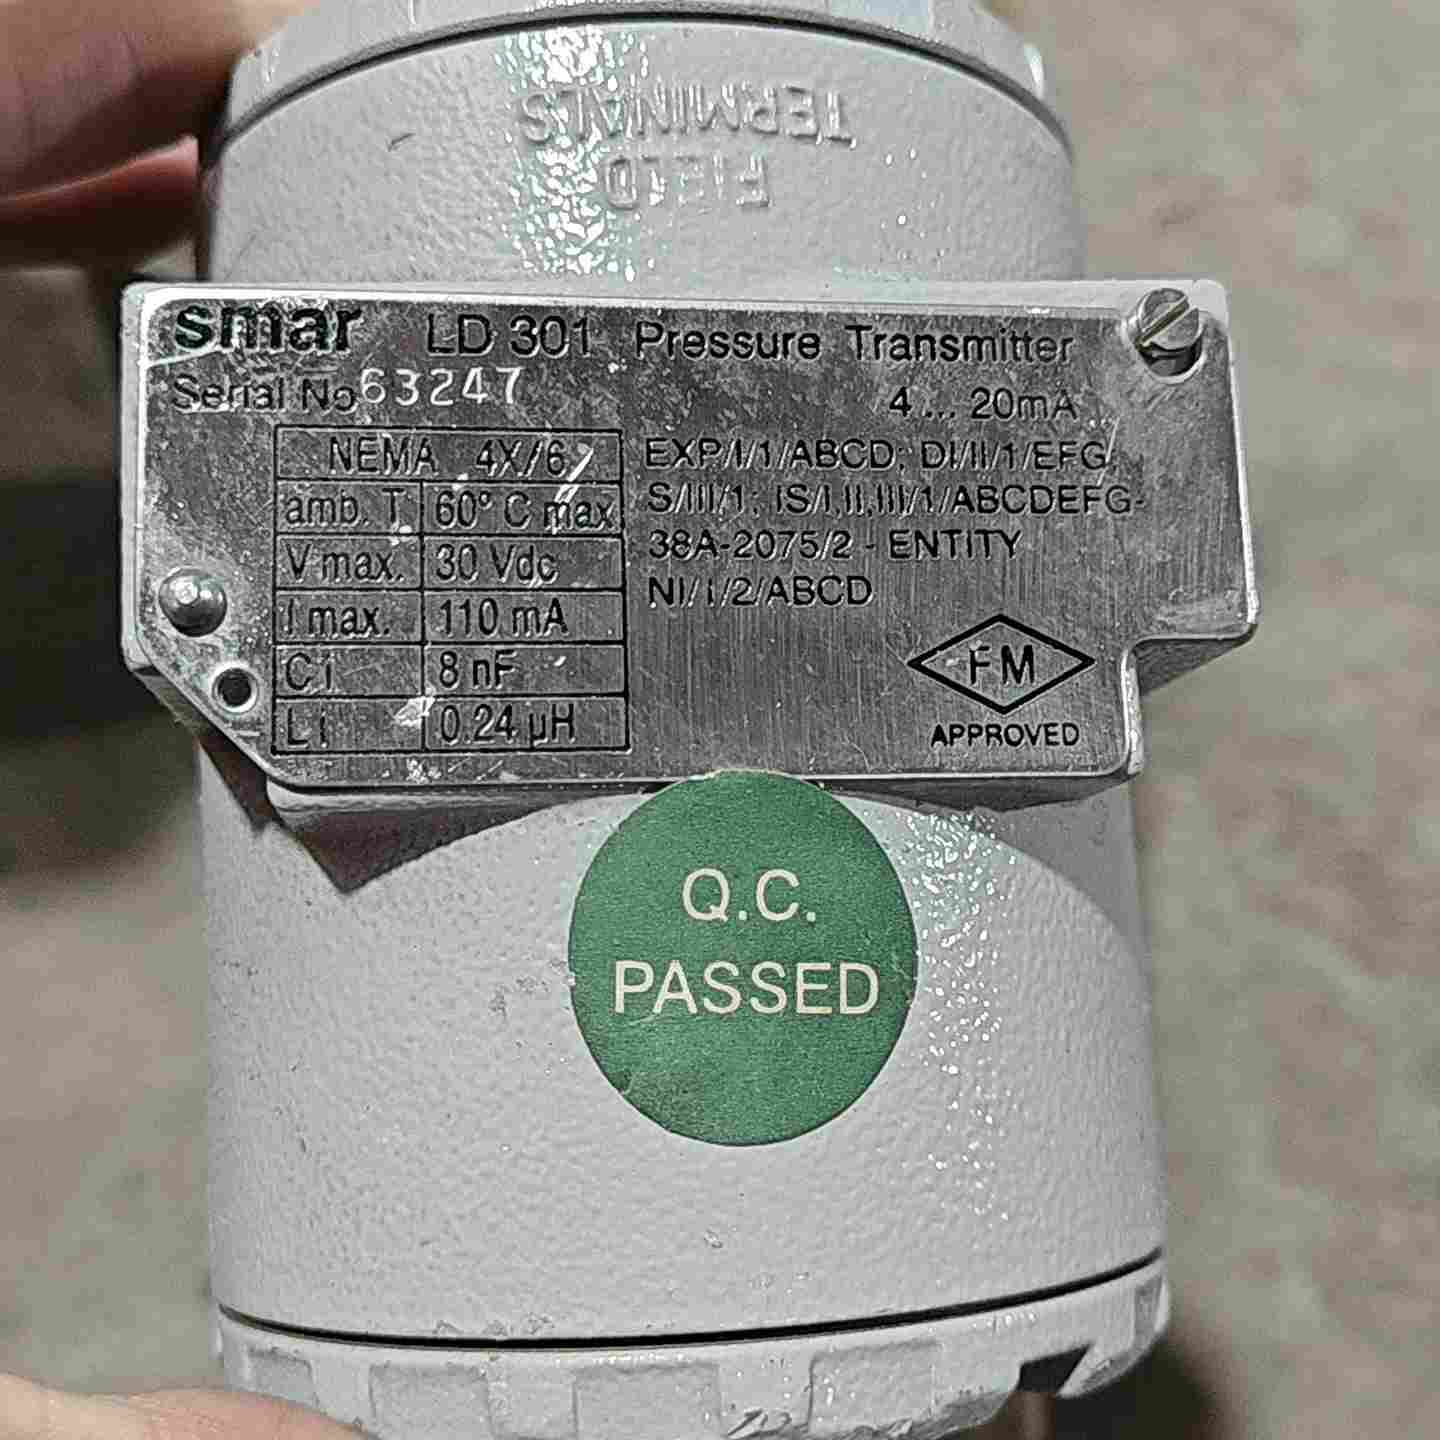 FIELD
TERMINALS
smar LD 301 Pressure Transmitter
Serial No 63247
4 ... 20mA
NEMA 4X/6
amb. T 60° C max
V max. 30 Vdc
I max. 110 mA
Ci 8 nF
Li 0.24 µH
EXP/I/1/ABCD; DI/II/1/EFG
S/III/1; IS/I,II,III/1/ABCDEFG-
38A-2075/2 - ENTITY
NI/I/2/ABCD
FM
APPROVED
Q.C.
PASSED